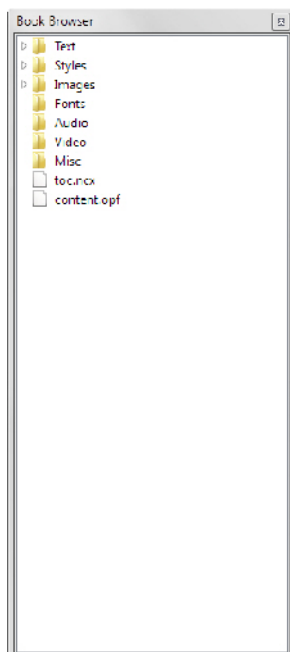 Book Browser
Text
Styles
Images
Fonts
Audio
Video
Misc
toc.ncx
content.opf